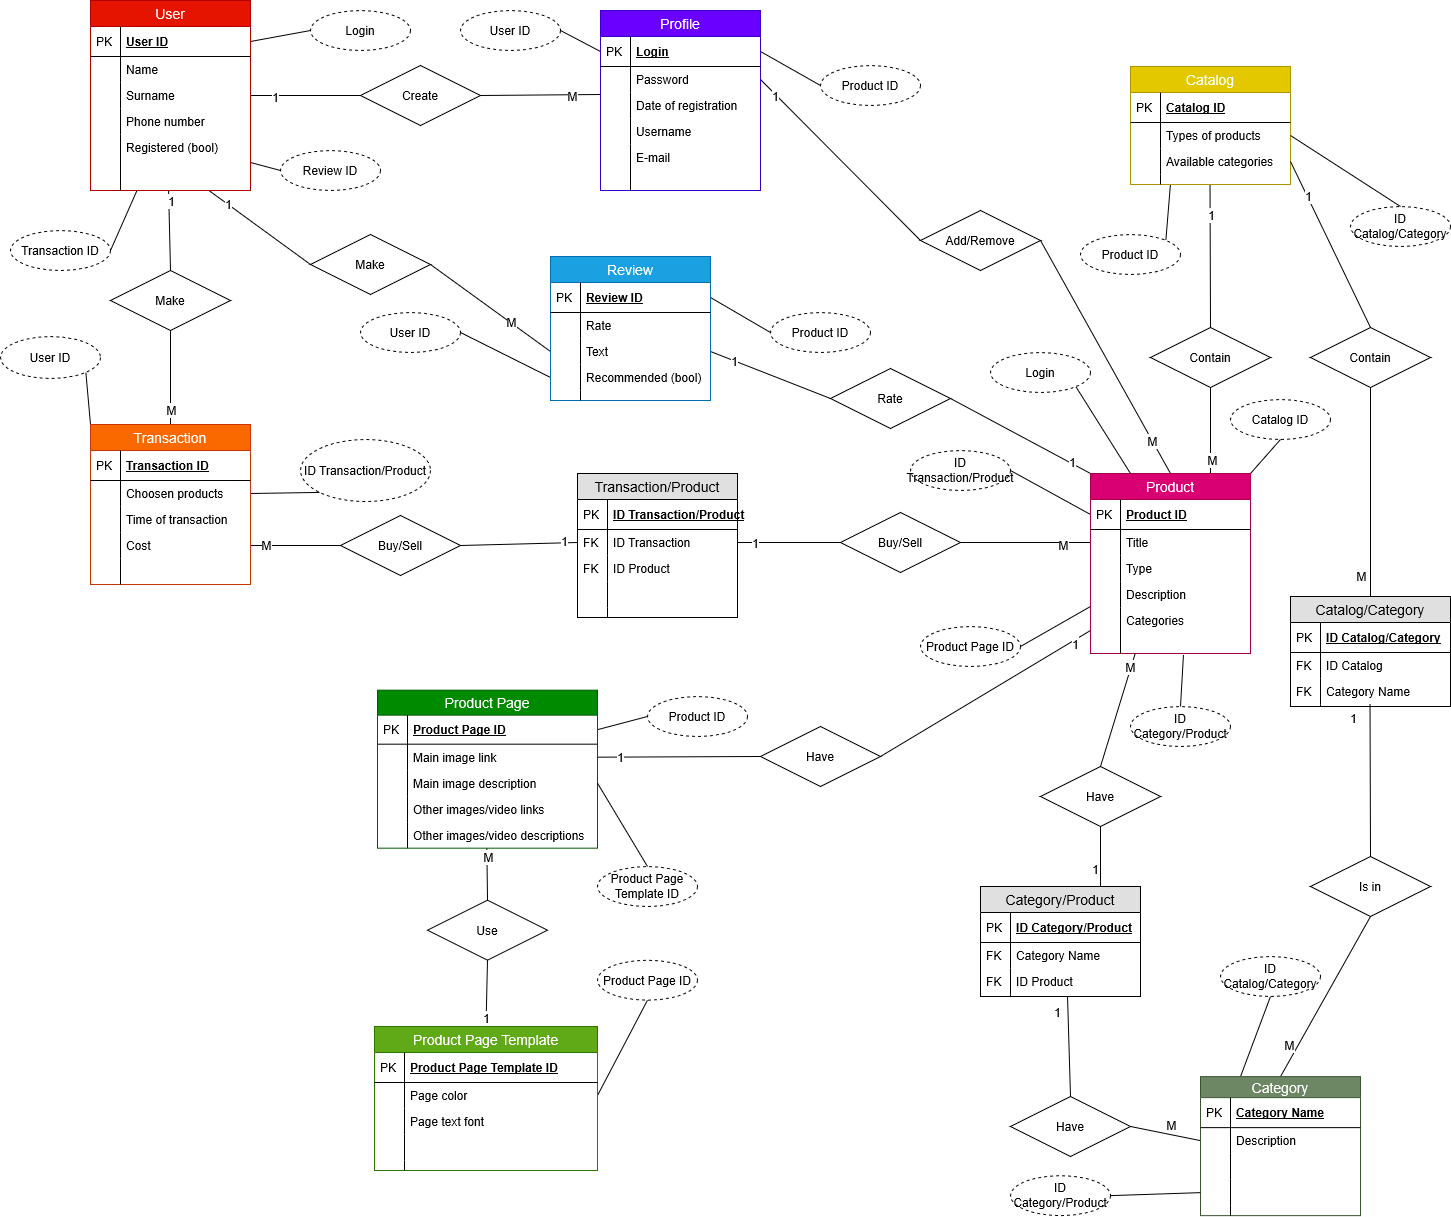 User
PK
User ID
Name
Surname
Phone number
Registered (bool)
Login
1
Create
M
Review ID
Transaction ID
1
Make
M
1
Make
M
User ID
Profile
PK
Login
Password
Date of registration
Username
E-mail
User ID
Product ID
1
Add/Remove
M
Catalog
PK
Catalog ID
Types of products
Available categories
Product ID
ID
Catalog/Category
1
Contain
M
1
Contain
M
Review
PK
Review ID
Rate
Text
Recommended (bool)
User ID
Product ID
1
Rate
1
Login
Catalog ID
ID
Transaction/Product
Transaction
PK
Transaction ID
Choosen products
Time of transaction
Cost
ID Transaction/Product
M
Buy/Sell
1
Transaction/Product
PK
ID Transaction/Product
FK
ID Transaction
FK
ID Product
1
Buy/Sell
M
Product
PK
Product ID
Title
Type
Description
Categories
Product Page ID
1
M
ID
Category/Product
Catalog/Category
PK
ID Catalog/Category
FK
ID Catalog
FK
Category Name
1
Is in
M
Product Page
PK
Product Page ID
Main image link
Main image description
Other images/video links
Other images/video descriptions
Product ID
1
Have
Product Page
Template ID
M
Use
1
Have
1
Category/Product
PK
ID Category/Product
FK
Category Name
FK
ID Product
1
Have
M
ID
Category/Product
Product Page Template
PK
Product Page Template ID
Page color
Page text font
Product Page ID
ID
Catalog/Category
Category
PK
Category Name
Description